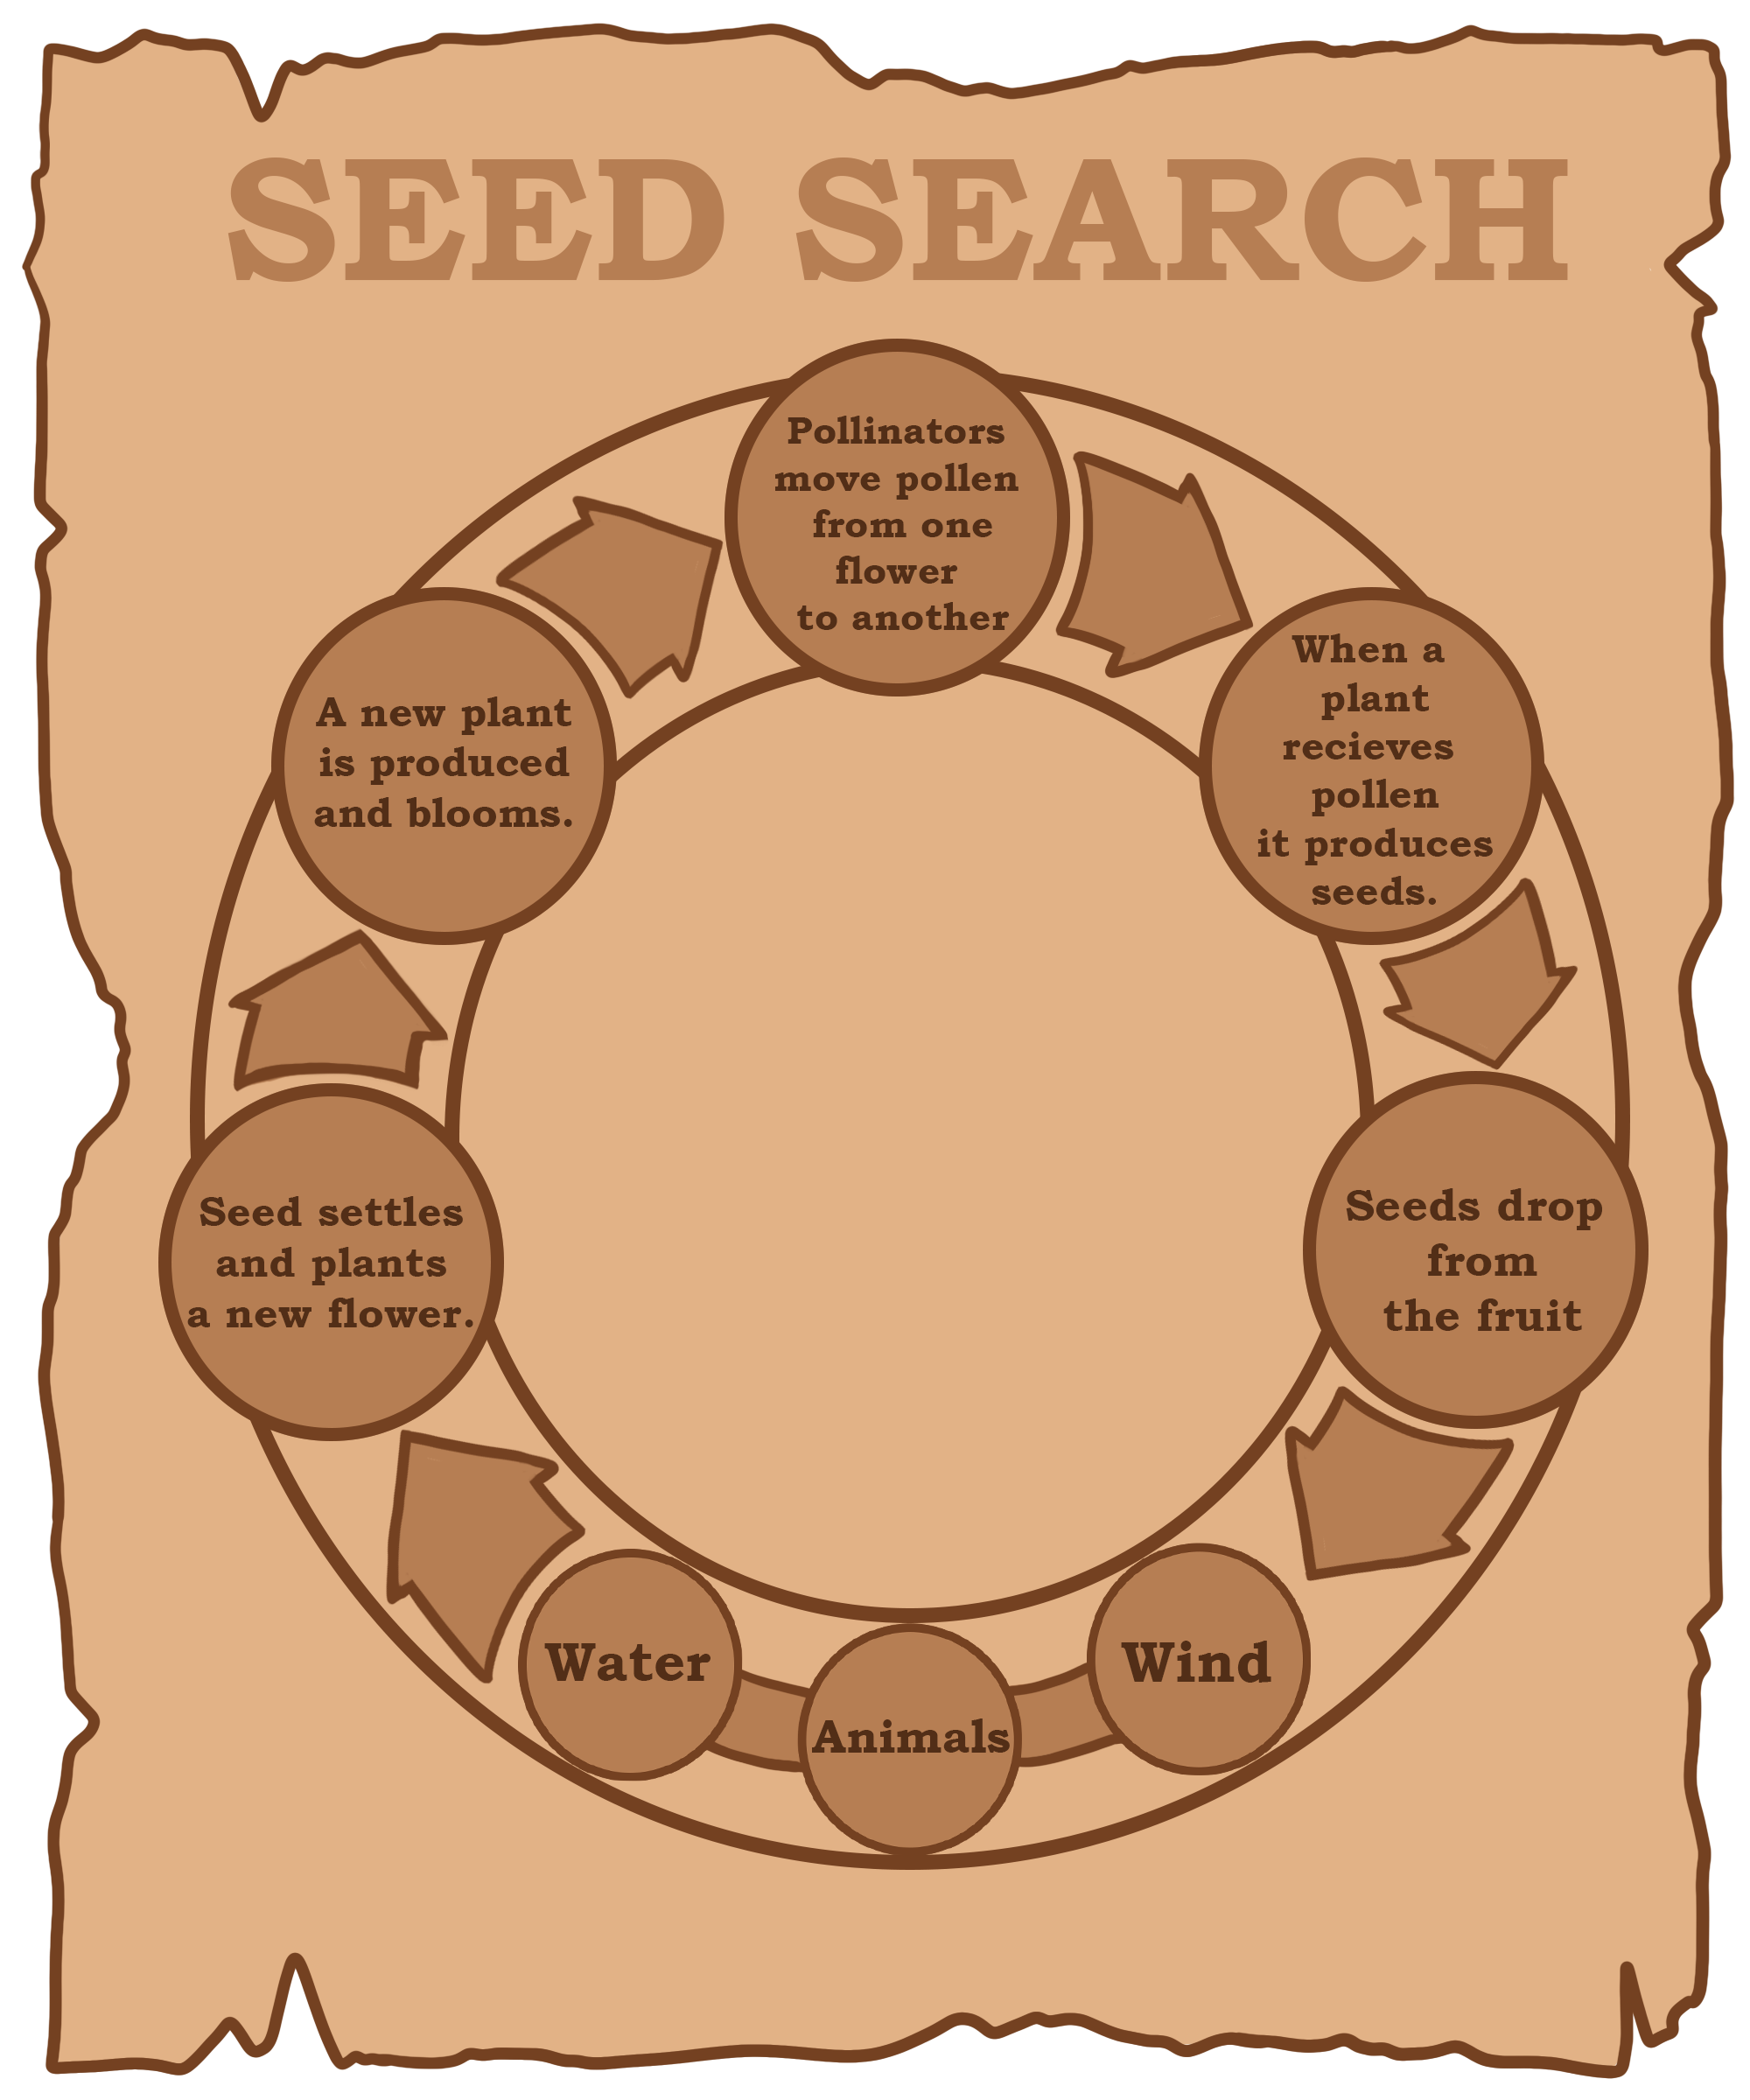 SEED SEARCH
Pollinators
move pollen
from one
flower
to another
When a
plant
recieves
pollen
it produces
seeds.
Seeds drop
from
the fruit
Wind
Animals
Water
Seed settles
and plants
a new flower.
A new plant
is produced
and blooms.